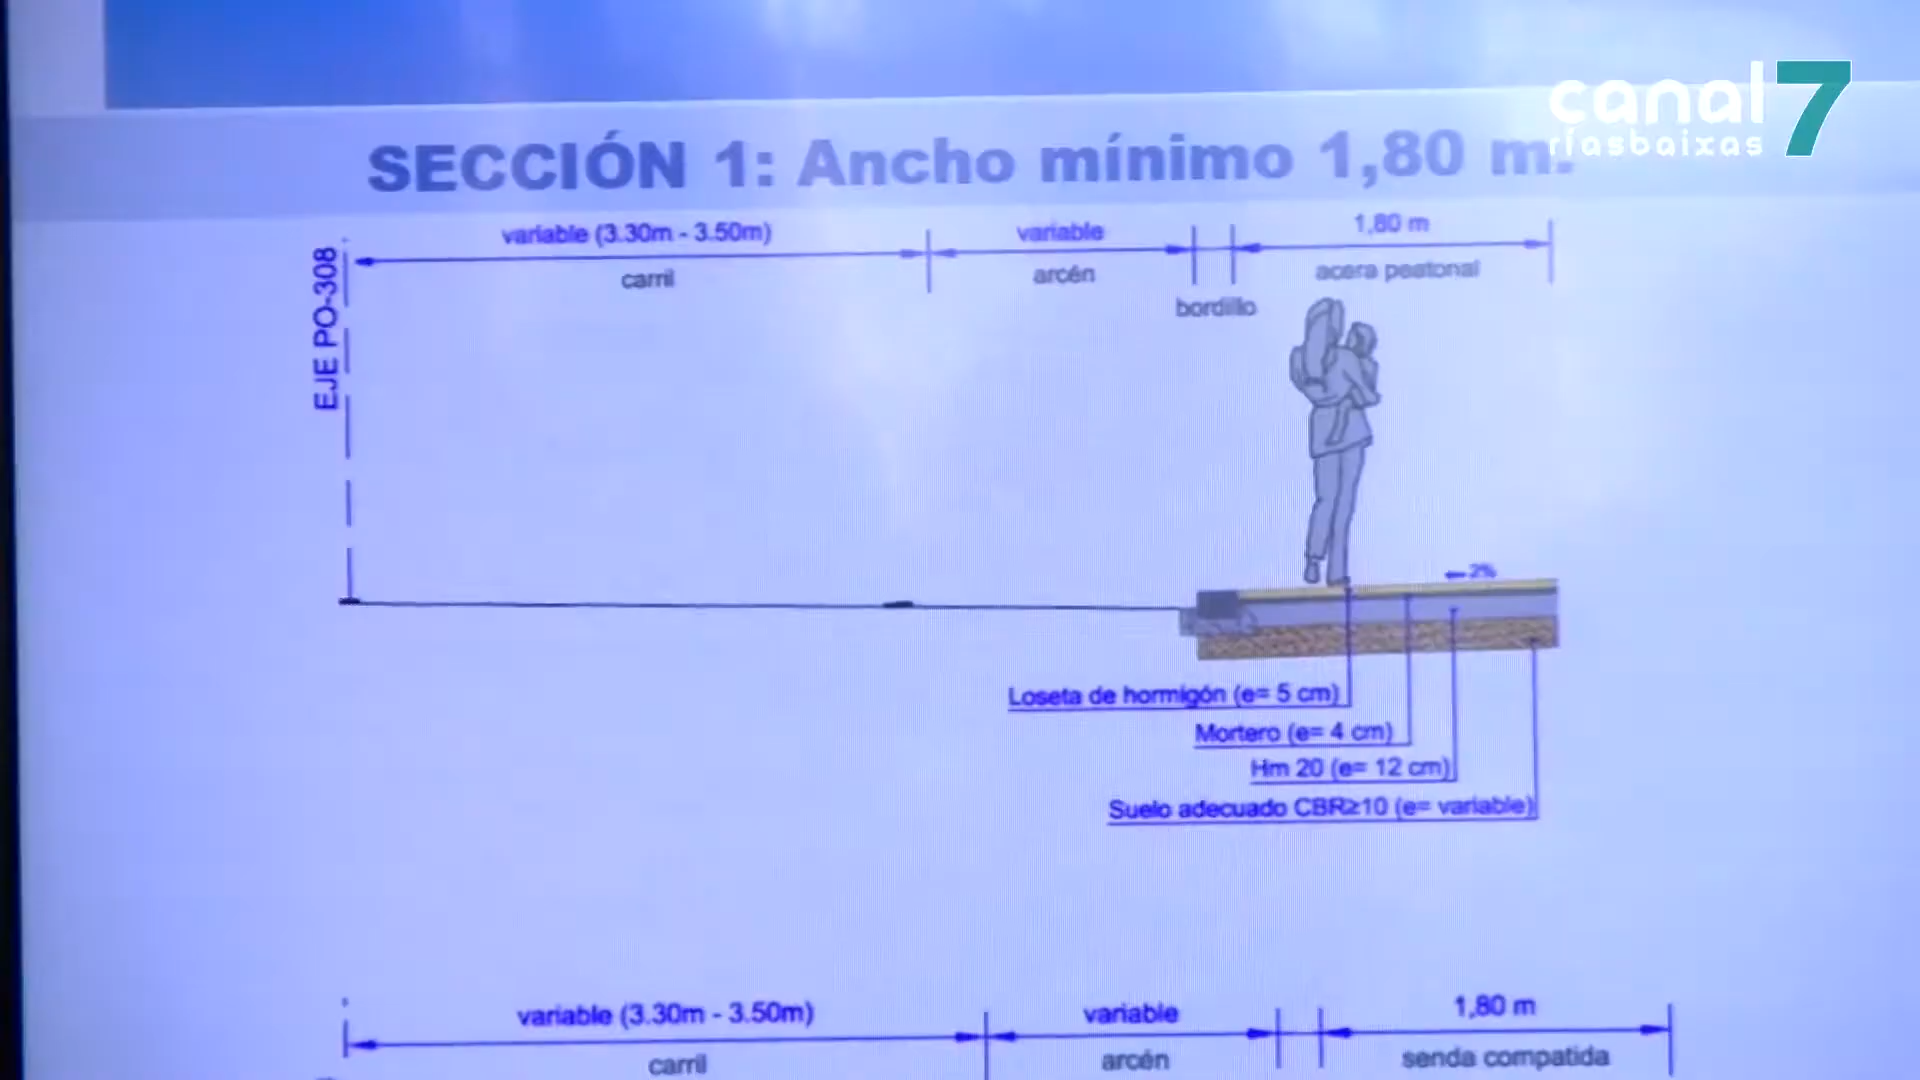 canal 7
ríasbaixas
SECCIÓN 1: Ancho mínimo 1,80 m.
variable (3.30m - 3.50m)
variable
1,80 m
carril
arcén
acera peatonal
bordillo
EJE PO-308
2%
Loseta de hormigón (e= 5 cm)
Mortero (e= 4 cm)
Hm 20 (e= 12 cm)
Suelo adecuado CBR≥10 (e= variable)
variable (3.30m - 3.50m)
variable
1,80 m
carril
arcén
senda compatida